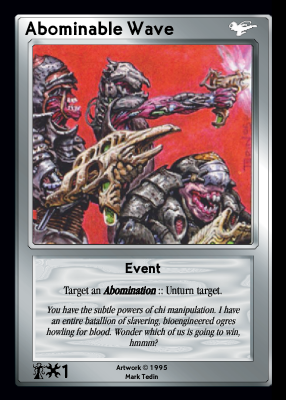 Abominable Wave
TEDIN 95
Event
Target an Abomination :: Unturn target.
You have the subtle powers of chi manipulation. I have
an entire batallion of slavering, bioengineered ogres
howling for blood. Wonder which of us is going to win,
hmmm?
1
Artwork © 1995
Mark Tedin